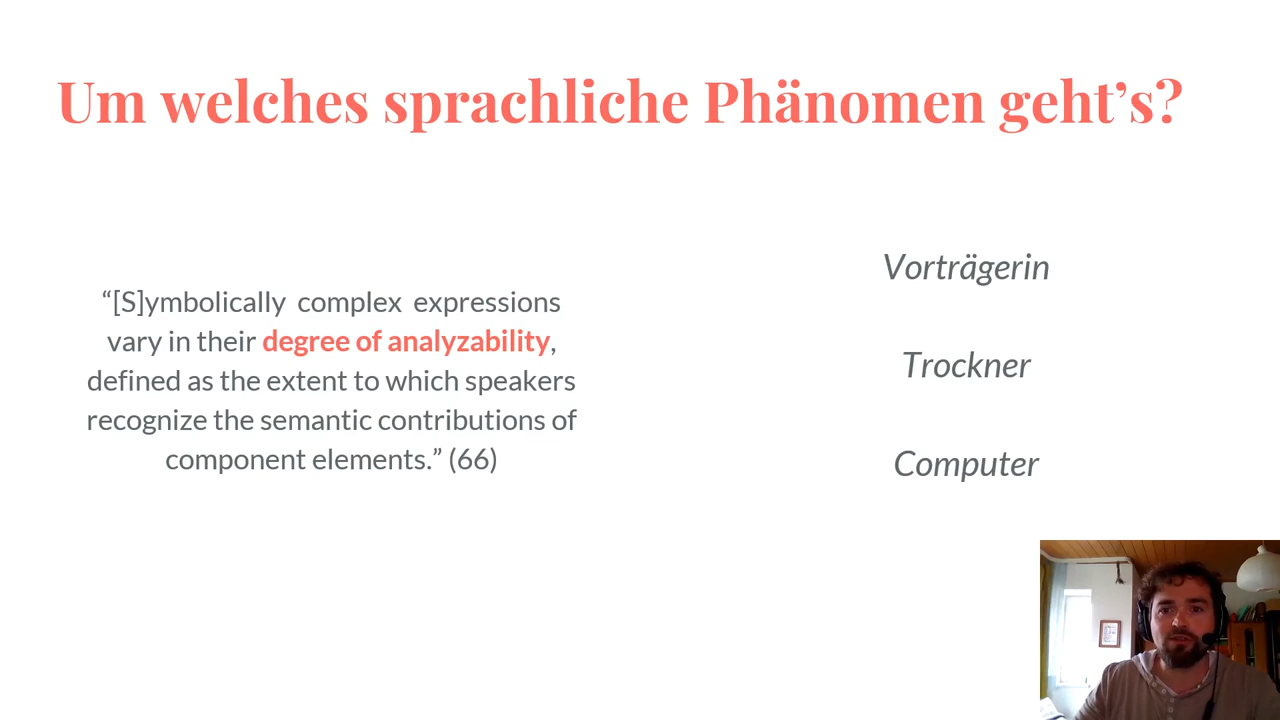 Um welches sprachliche Phänomen geht’s?
“[S]ymbolically complex expressions
vary in their degree of analyzability,
defined as the extent to which speakers
recognize the semantic contributions of
component elements.” (66)
Vorträgerin
Trockner
Computer